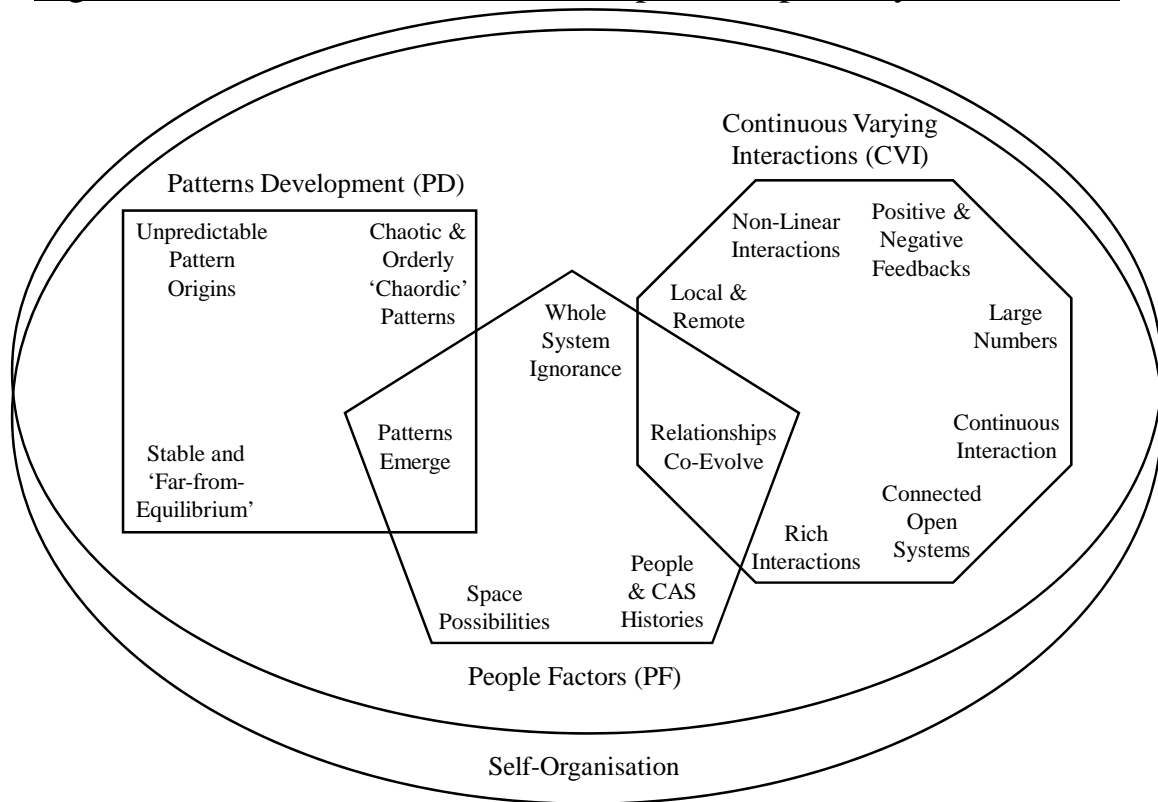 Continuous Varying
Interactions (CVI)
Patterns Development (PD)
Unpredictable
Pattern
Origins
Chaotic &
Orderly
‘Chaordic’
Patterns
Stable and
‘Far-from-
Equilibrium’
Patterns
Emerge
Whole
System
Ignorance
Space
Possibilities
People
& CAS
Histories
People Factors (PF)
Local &
Remote
Non-Linear
Interactions
Positive &
Negative
Feedbacks
Large
Numbers
Continuous
Interaction
Connected
Open
Systems
Rich
Interactions
Relationships
Co-Evolve
Self-Organisation